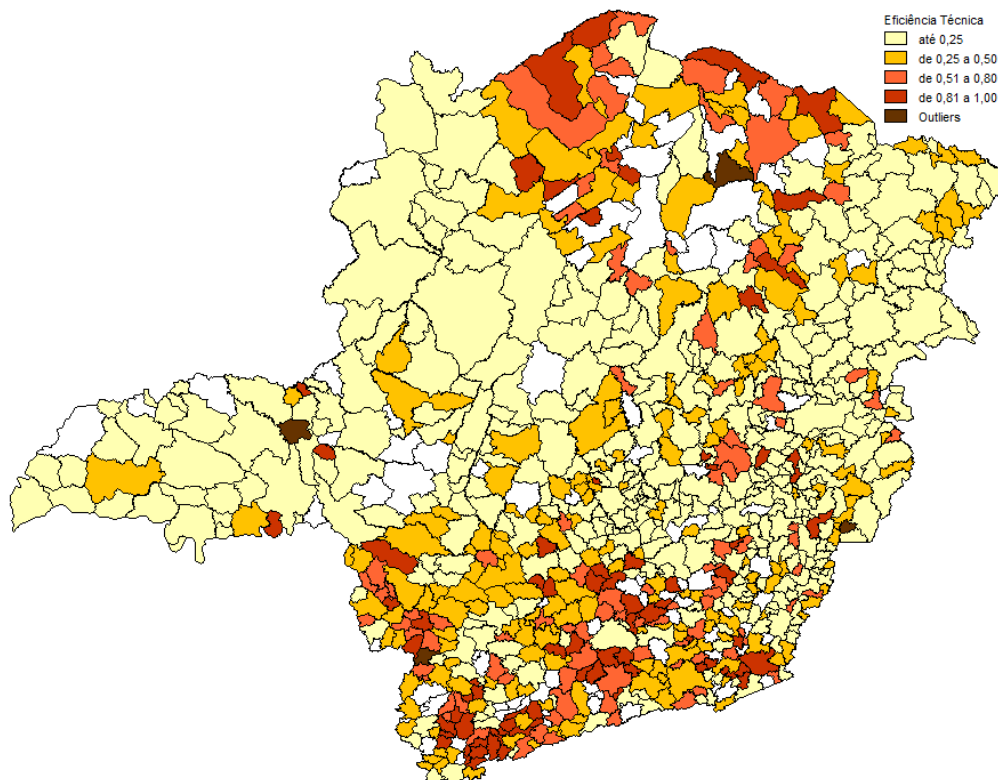 Eficiência Técnica
até 0,25
de 0,25 a 0,50
de 0,51 a 0,80
de 0,81 a 1,00
Outliers